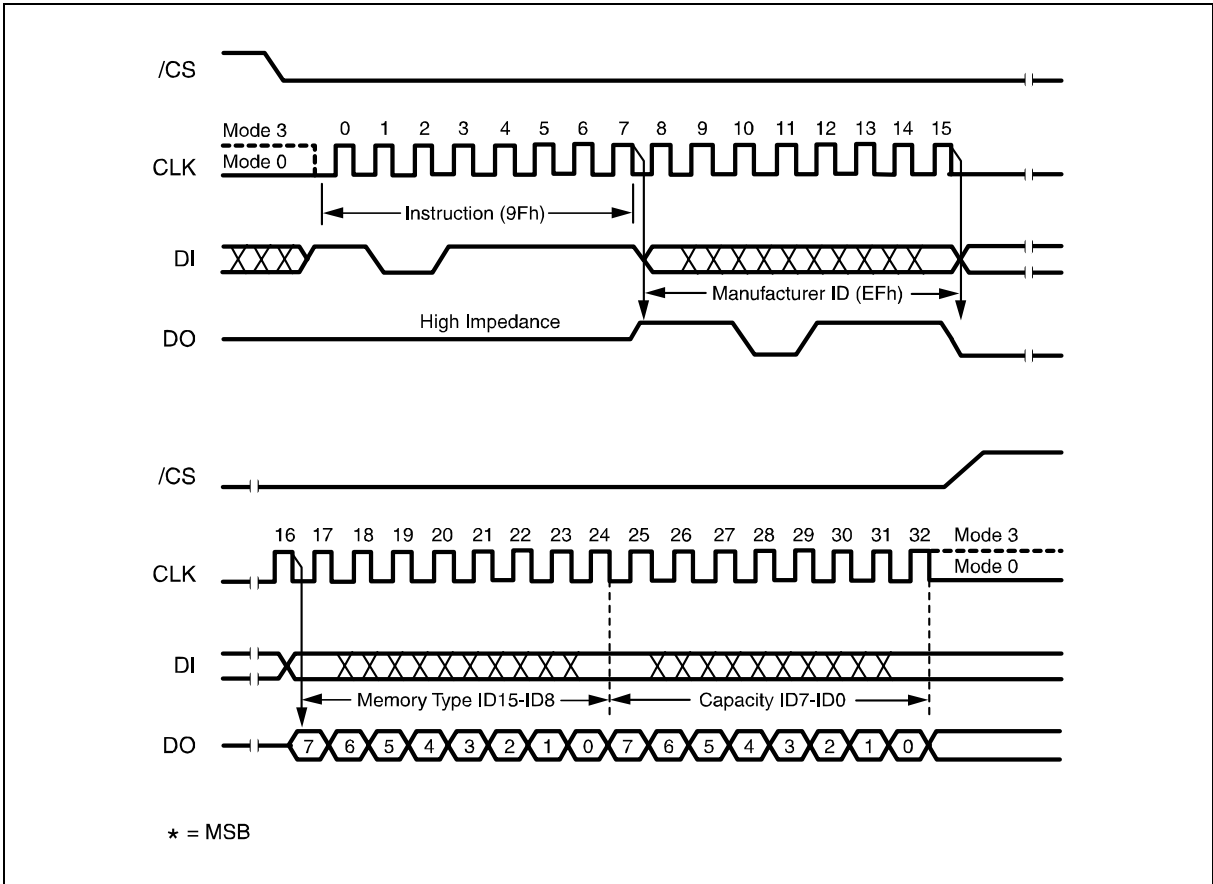 /CS
Mode 3
0 1 2 3 4 5 6 7 8 9 10 11 12 13 14 15
CLK
Mode 0
Instruction (9Fh)
DI
Manufacturer ID (EFh)
High Impedance
DO
/CS
16 17 18 19 20 21 22 23 24 25 26 27 28 29 30 31 32
Mode 3
CLK
Mode 0
DI
Memory Type ID15-ID8
Capacity ID7-ID0
DO
7 6 5 4 3 2 1 0 7 6 5 4 3 2 1 0
* = MSB